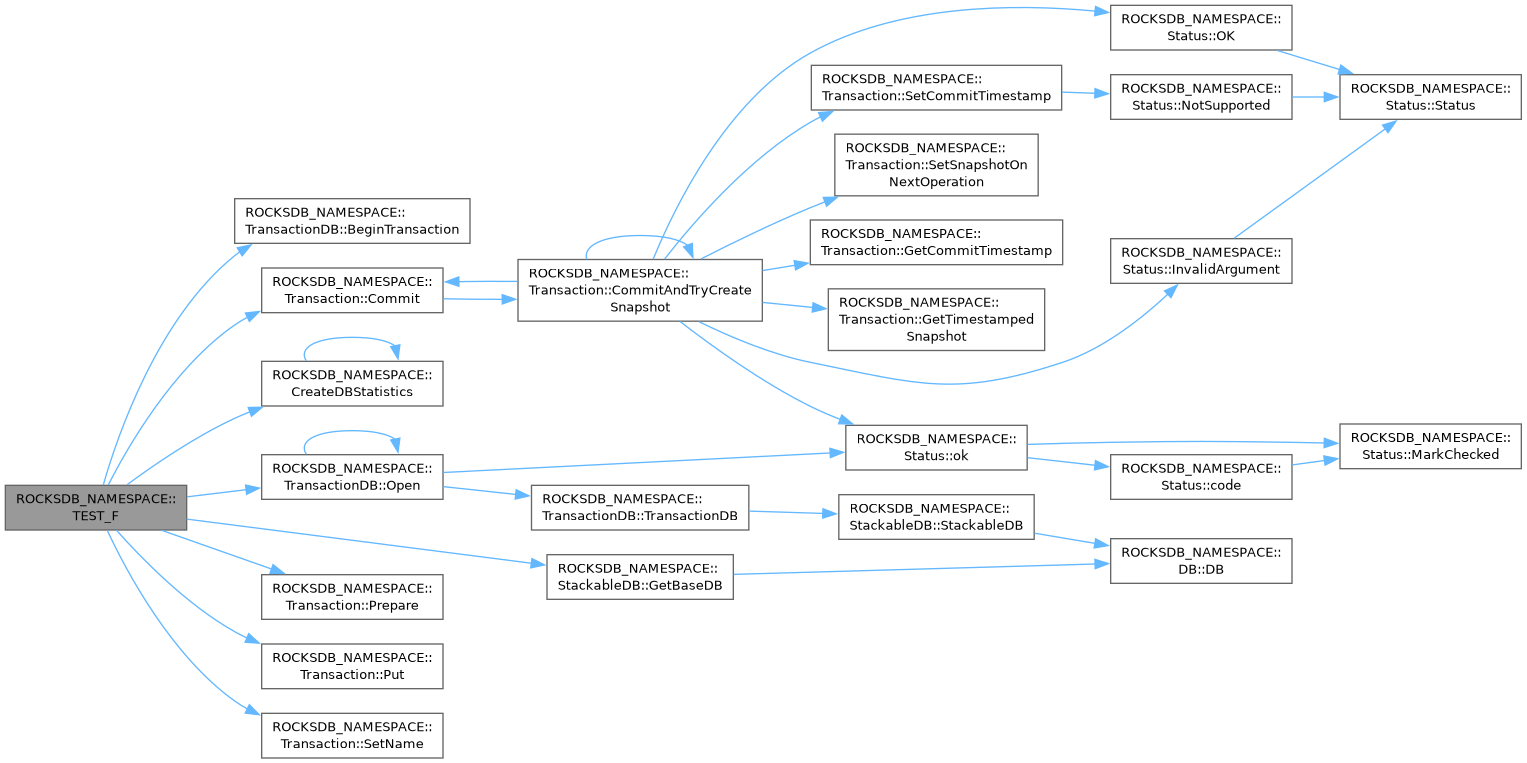 ROCKSDB_NAMESPACE::
TEST_F
ROCKSDB_NAMESPACE::
TransactionDB::BeginTransaction
ROCKSDB_NAMESPACE::
Transaction::Commit
ROCKSDB_NAMESPACE::
CreateDBStatistics
ROCKSDB_NAMESPACE::
TransactionDB::Open
ROCKSDB_NAMESPACE::
Transaction::Prepare
ROCKSDB_NAMESPACE::
Transaction::Put
ROCKSDB_NAMESPACE::
Transaction::SetName
ROCKSDB_NAMESPACE::
Transaction::CommitAndTryCreate
Snapshot
ROCKSDB_NAMESPACE::
TransactionDB::TransactionDB
ROCKSDB_NAMESPACE::
StackableDB::GetBaseDB
ROCKSDB_NAMESPACE::
Transaction::SetCommitTimestamp
ROCKSDB_NAMESPACE::
Transaction::SetSnapshotOn
NextOperation
ROCKSDB_NAMESPACE::
Transaction::GetCommitTimestamp
ROCKSDB_NAMESPACE::
Transaction::GetTimestamped
Snapshot
ROCKSDB_NAMESPACE::
Status::ok
ROCKSDB_NAMESPACE::
StackableDB::StackableDB
ROCKSDB_NAMESPACE::
Status::OK
ROCKSDB_NAMESPACE::
Status::NotSupported
ROCKSDB_NAMESPACE::
Status::InvalidArgument
ROCKSDB_NAMESPACE::
Status::code
ROCKSDB_NAMESPACE::
DB::DB
ROCKSDB_NAMESPACE::
Status::Status
ROCKSDB_NAMESPACE::
Status::MarkChecked